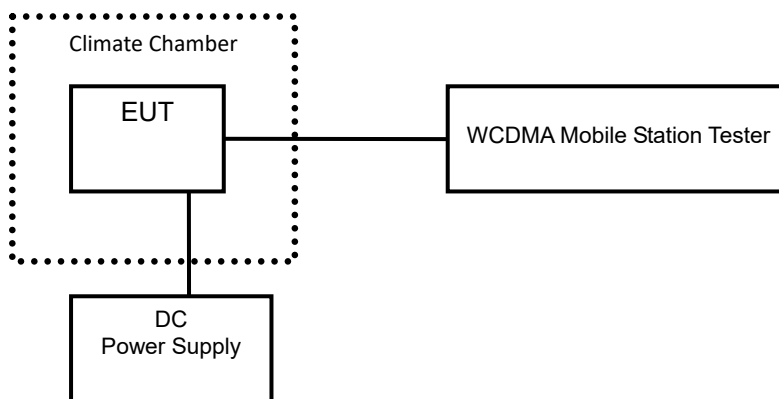 Climate Chamber
EUT
WCDMA Mobile Station Tester
DC
Power Supply